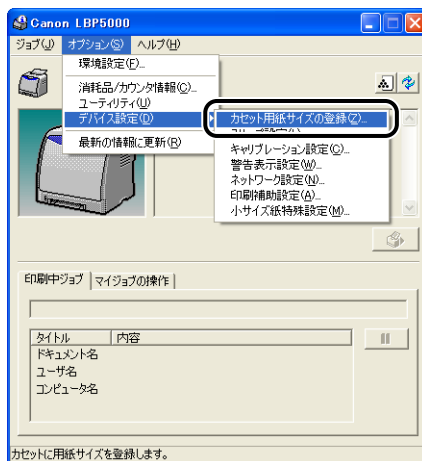 Canon LBP5000
ジョブ(J) オプション(S) ヘルプ(H)
環境設定(F)...
消耗品/カウンタ情報(C)...
ユーティリティ(U)
デバイス設定(D)
最新の情報に更新(R)
カセット用紙サイズの登録(Z)...
キャリブレーション設定(C)...
警告表示設定(W)...
ネットワーク設定(N)...
印刷補助設定(A)...
小サイズ紙特殊設定(M)...
印刷中ジョブ マイジョブの操作
タイトル 内容
ドキュメント名
ユーザ名
コンピュータ名
カセットに用紙サイズを登録します。